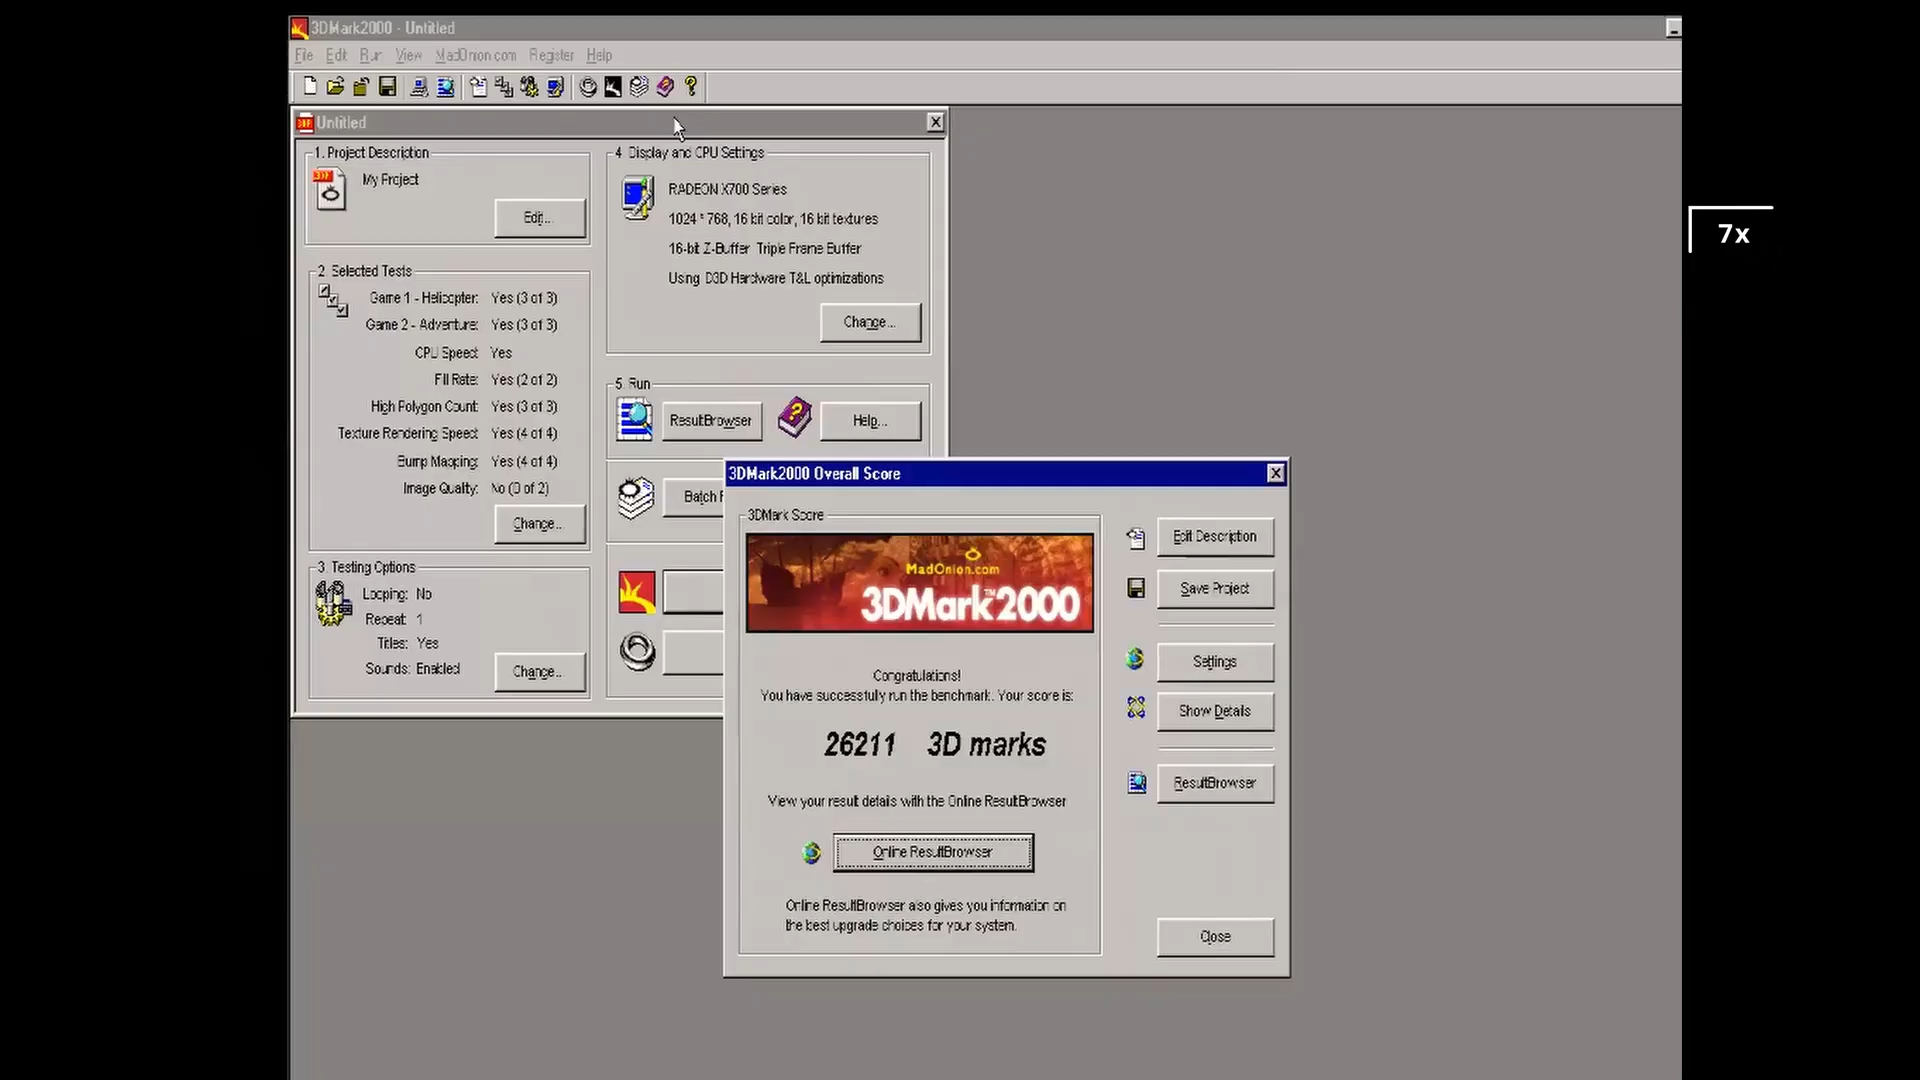 3DMark2000 - Untitled
File Edit Run View MadOnion.com Register Help
Untitled
1. Project Description
My Project
Edit...
2. Selected Tests
Game 1 - Helicopter: Yes (3 of 3)
Game 2 - Adventure: Yes (3 of 3)
CPU Speed: Yes
Fill Rate: Yes (2 of 2)
High Polygon Count: Yes (3 of 3)
Texture Rendering Speed: Yes (4 of 4)
Bump Mapping: Yes (4 of 4)
Image Quality: No (0 of 2)
Change...
3. Testing Options
Looping: No
Repeat: 1
Titles: Yes
Sounds: Enabled
Change...
4. Display and CPU Settings
RADEON X700 Series
1024 * 768, 16 bit color, 16 bit textures
16-bit Z-Buffer Triple Frame Buffer
Using D3D Hardware T&L optimizations
Change...
5. Run
ResultBrowser
Help...
Batch
3DMark2000 Overall Score
3DMark Score
MadOnion.com
3DMark™2000
Congratulations!
You have successfully run the benchmark. Your score is:
26211 3D marks
View your result details with the Online ResultBrowser
Online ResultBrowser
Online ResultBrowser also gives you information on
the best upgrade choices for your system.
Edit Description
Save Project
Settings
Show Details
ResultBrowser
Close
7x